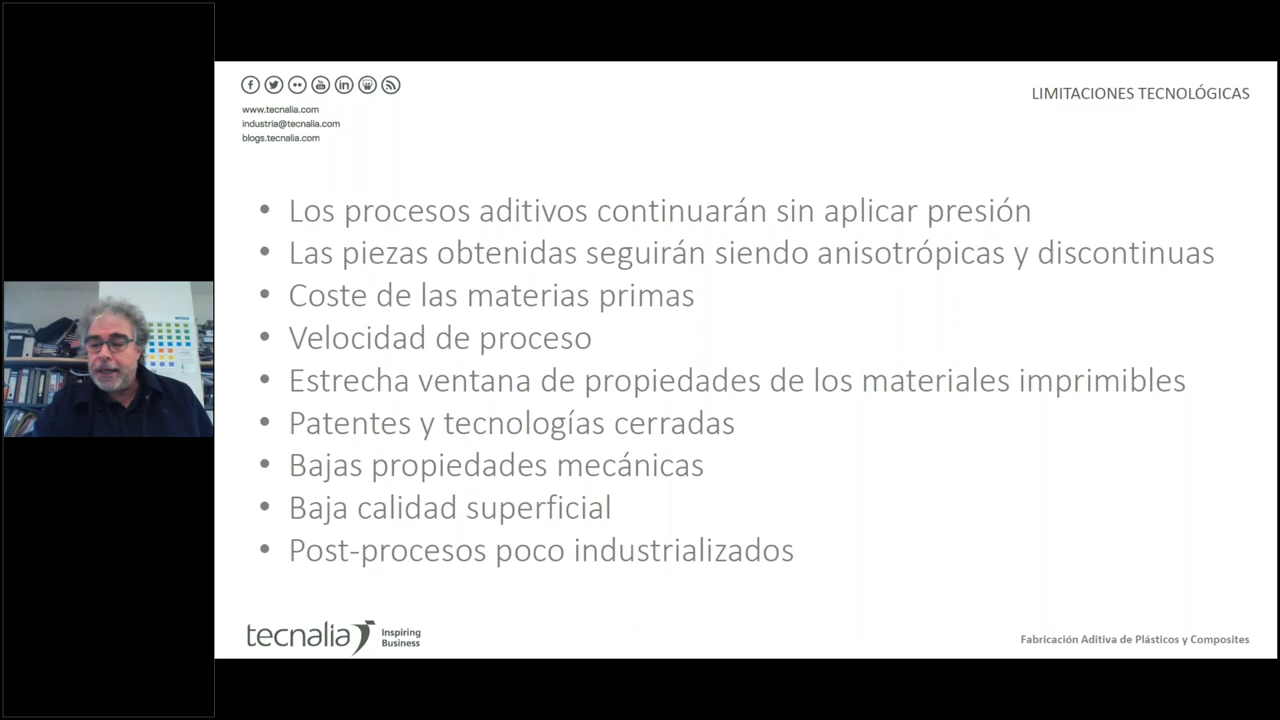 www.tecnalia.com
industria@tecnalia.com
blogs.tecnalia.com
LIMITACIONES TECNOLÓGICAS
• Los procesos aditivos continuarán sin aplicar presión
• Las piezas obtenidas seguirán siendo anisotrópicas y discontinuas
• Coste de las materias primas
• Velocidad de proceso
• Estrecha ventana de propiedades de los materiales imprimibles
• Patentes y tecnologías cerradas
• Bajas propiedades mecánicas
• Baja calidad superficial
• Post-procesos poco industrializados
tecnalia Inspiring
Business
Fabricación Aditiva de Plásticos y Composites